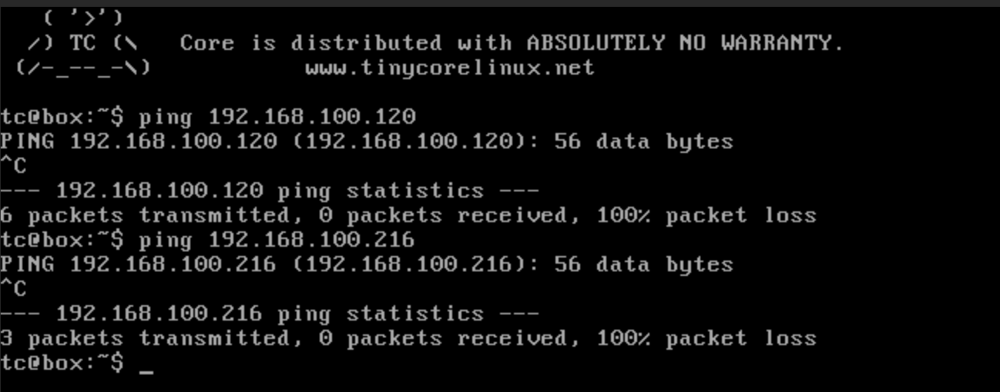 ( '>')
/) TC (\   Core is distributed with ABSOLUTELY NO WARRANTY.
(/-_--_-\)           www.tinycorelinux.net
tc@box:~$ ping 192.168.100.120
PING 192.168.100.120 (192.168.100.120): 56 data bytes
^C
--- 192.168.100.120 ping statistics ---
6 packets transmitted, 0 packets received, 100% packet loss
tc@box:~$ ping 192.168.100.216
PING 192.168.100.216 (192.168.100.216): 56 data bytes
^C
--- 192.168.100.216 ping statistics ---
3 packets transmitted, 0 packets received, 100% packet loss
tc@box:~$ _